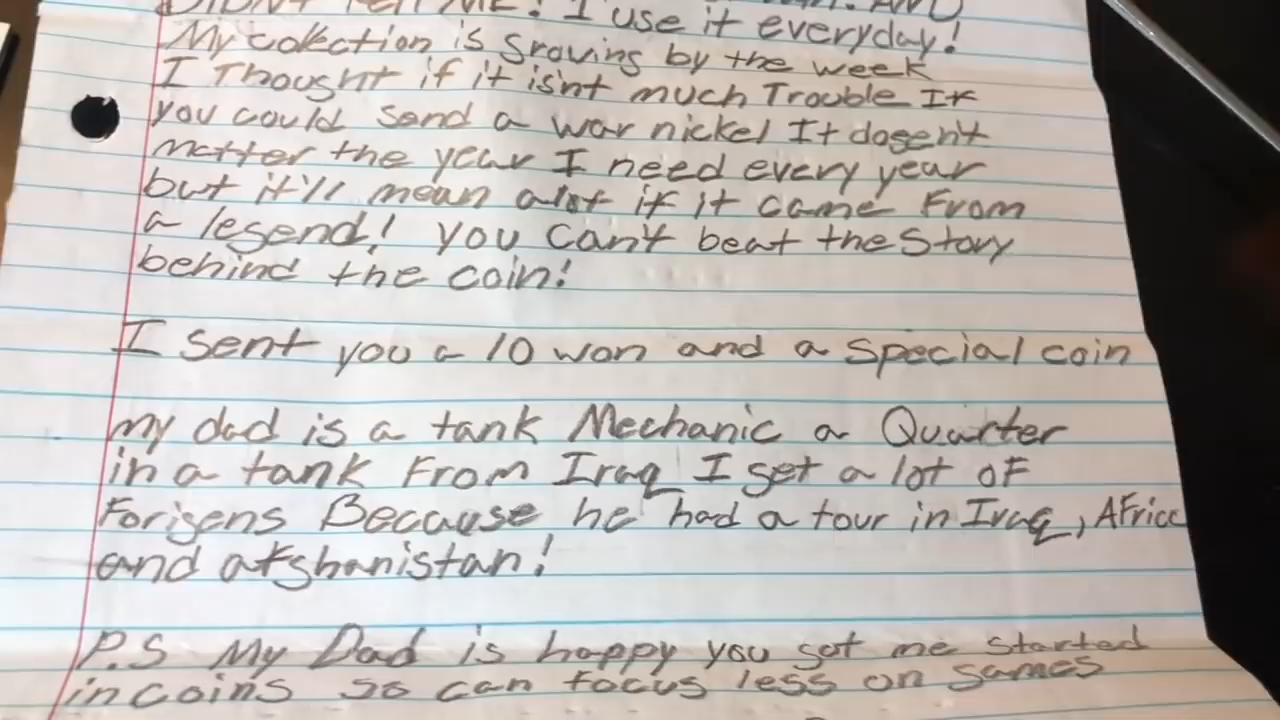 I use it everyday!
My collection is growing by the week
I Thought if it isn't much Trouble If
you could send a war nickel It dosen't
matter the year I need every year
but it'll mean alot if it came From
a legend! you can't beat the Story
behind the coin!
I sent you a 10 won and a special coin
my dad is a tank Mechanic a Quarter
in a tank From Iraq I get a lot of
Forigens Because he had a tour in Iraq, Africa
and afghanistan!
P.S My Dad is happy you got me started
in coins so can focus less on games